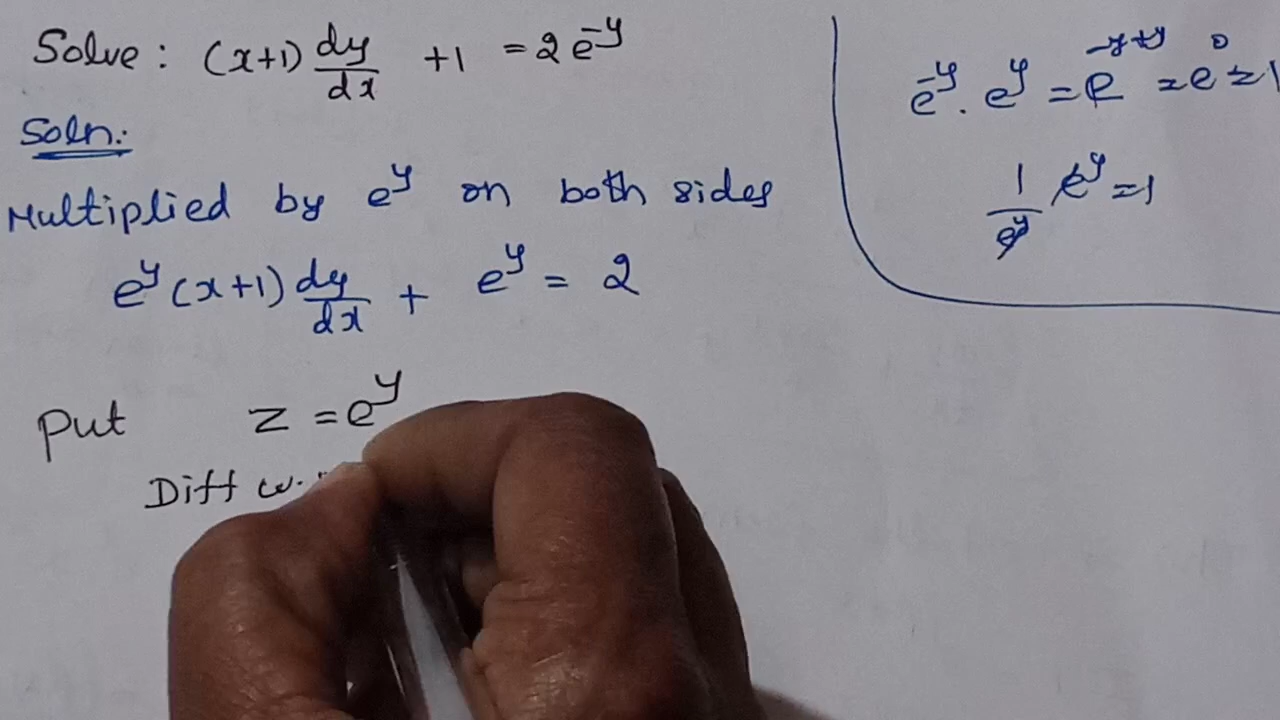 Solve: (x+1) dy/dx +1 = 2e^-y
Soln:
Multiplied by e^y on both sides
e^y (x+1) dy/dx + e^y = 2
Put z = e^y
Diff w.
e^-y . e^y = e^-y+y = e^0 = 1
1/e^y e^y = 1